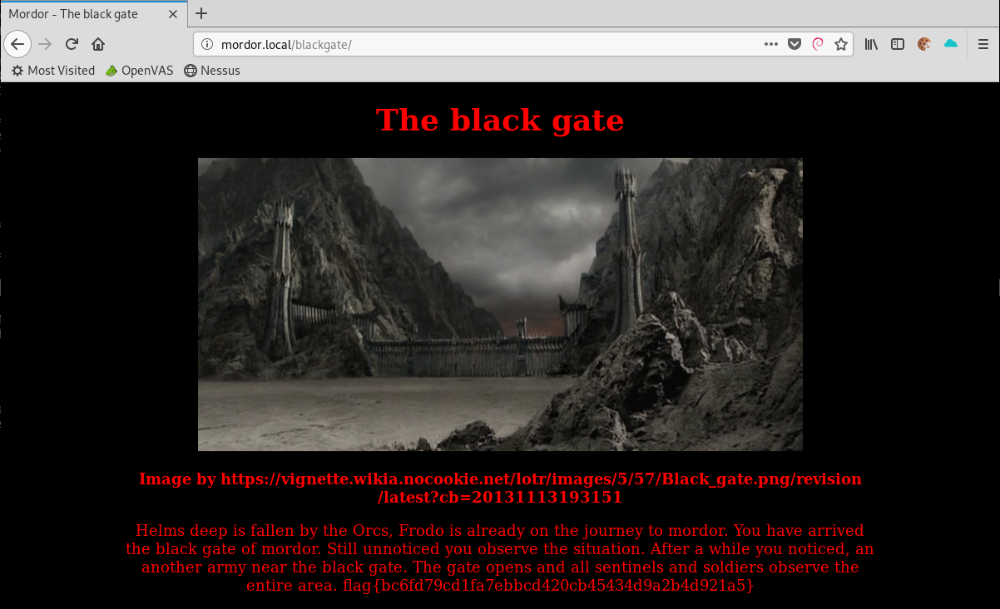 Mordor - The black gate
mordor.local/blackgate/
Most Visited OpenVAS Nessus
The black gate
Image by https://vignette.wikia.nocookie.net/lotr/images/5/57/Black_gate.png/revision
/latest?cb=20131113193151
Helms deep is fallen by the Orcs, Frodo is already on the journey to mordor. You have arrived
the black gate of mordor. Still unnoticed you observe the situation. After a while you noticed, an
another army near the black gate. The gate opens and all sentinels and soldiers observe the
entire area. flag{bc6fd79cd1fa7ebbcd420cb45434d9a2b4d921a5}